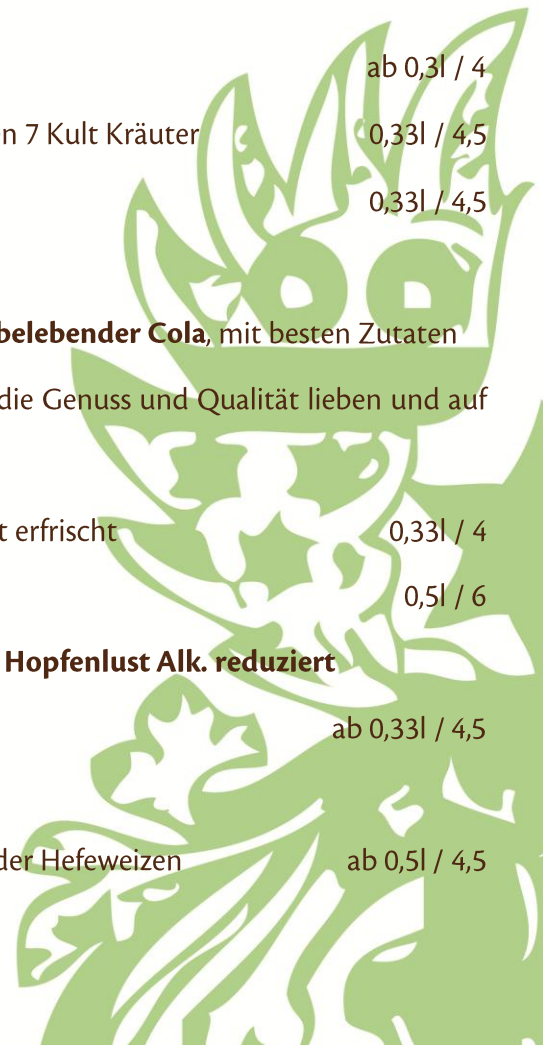 ab 0,3l / 4
n 7 Kult Kräuter 0,33l / 4,5
0,33l / 4,5
belebender Cola, mit besten Zutaten
die Genuss und Qualität lieben und auf
t erfrischt 0,33l / 4
0,5l / 6
Hopfenlust Alk. reduziert
ab 0,33l / 4,5
der Hefeweizen ab 0,5l / 4,5